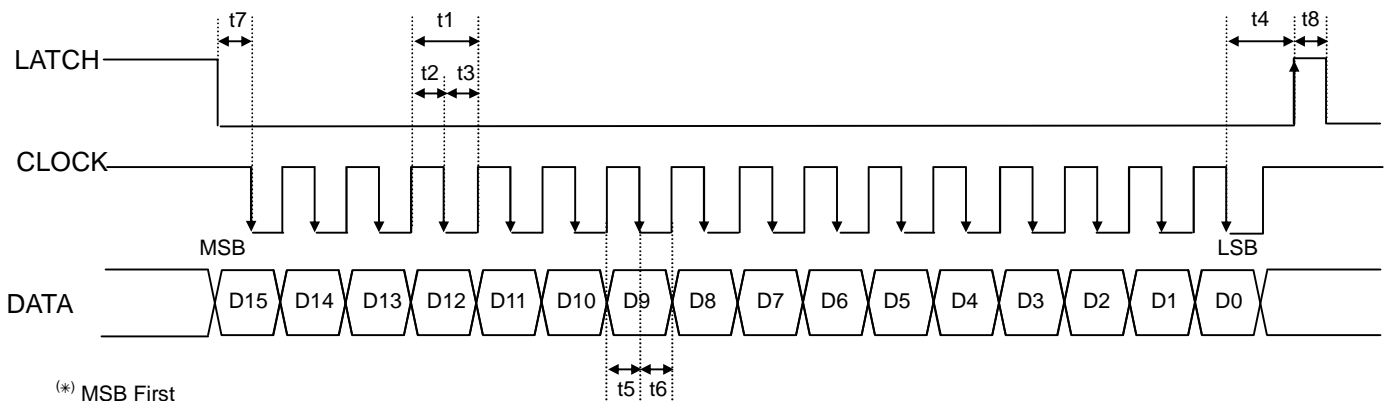 t7 t1 t4 t8
LATCH
t2 t3
CLOCK
MSB LSB
DATA D15 D14 D13 D12 D11 D10 D9 D8 D7 D6 D5 D4 D3 D2 D1 D0
t5 t6
(*) MSB First